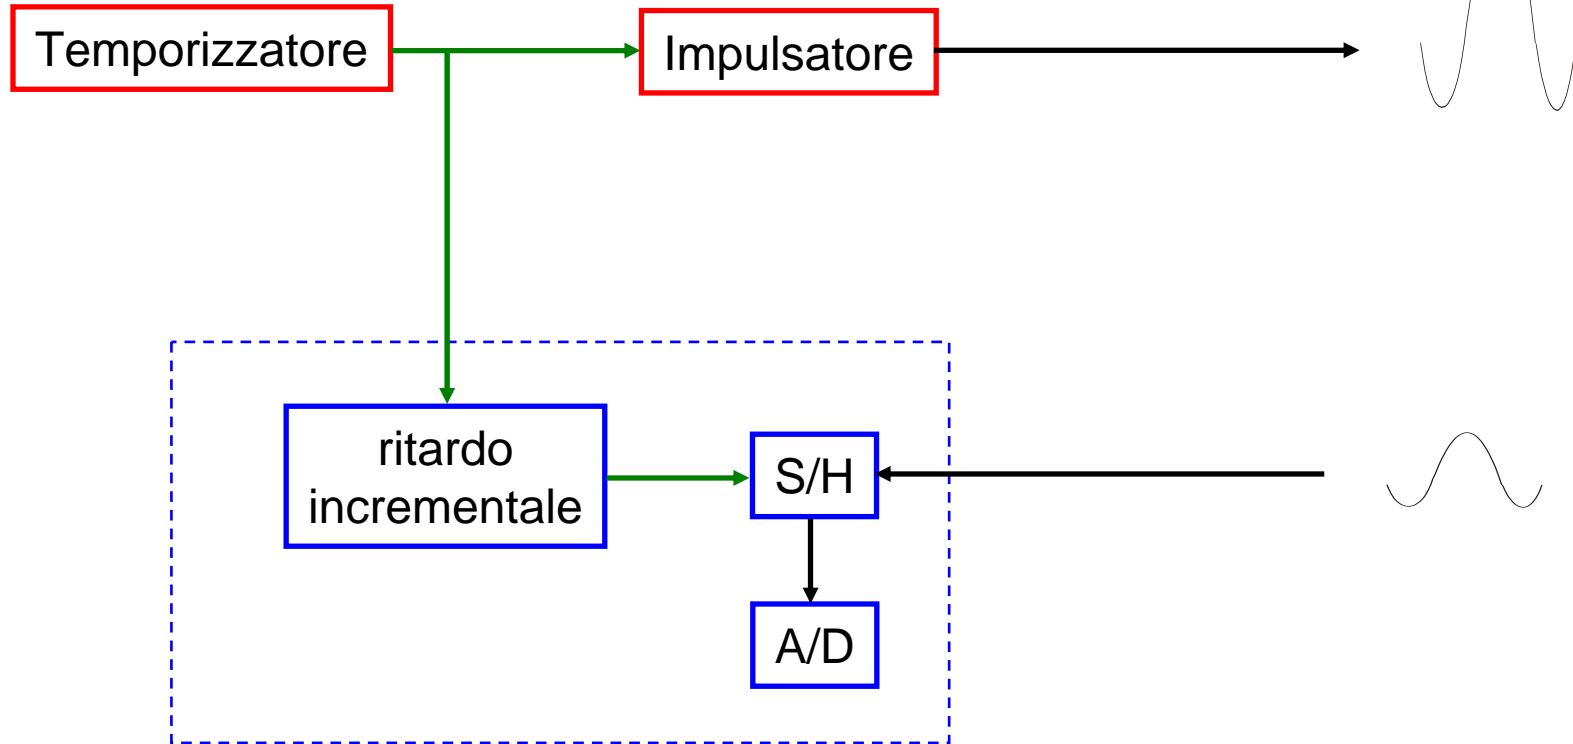 Temporizzatore
Impulsatore
ritardo
incrementale
S/H
A/D